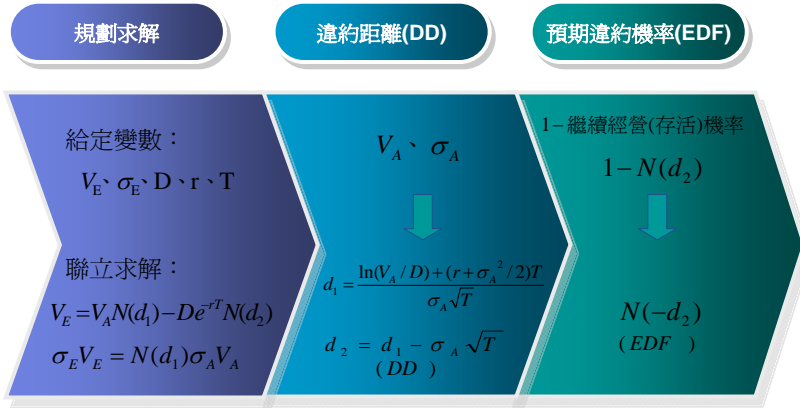 規劃求解
給定變數：
V_E、σ_E、D、r、T
聯立求解：
V_E = V_A N(d_1) − De^{−rT} N(d_2)
σ_E V_E = N(d_1) σ_A V_A
違約距離(DD)
V_A、σ_A
d_1 = \frac{ln(V_A / D) + (r + σ_A^2 / 2)T}{σ_A √T}
d_2 = d_1 − σ_A √T
(DD)
預期違約機率(EDF)
1−繼續經營(存活)機率
1 − N(d_2)
N(−d_2)
(EDF)